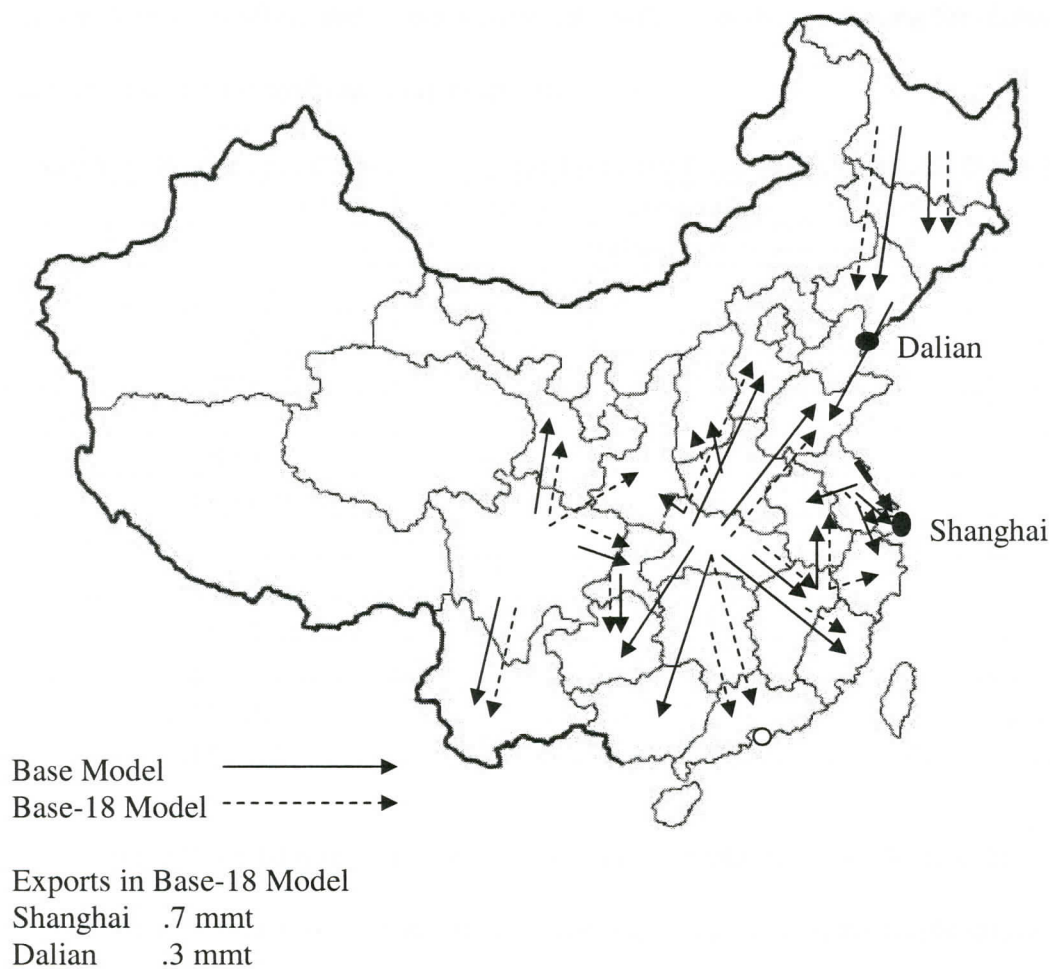 Dalian
Shanghai
Base Model
Base-18 Model
Exports in Base-18 Model
Shanghai .7 mmt
Dalian .3 mmt